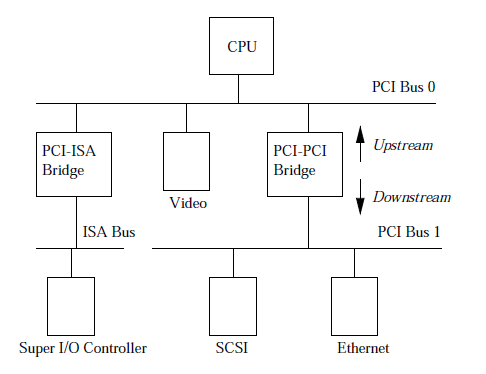 CPU
PCI Bus 0
PCI-ISA
Bridge
PCI-PCI
Bridge
Upstream
Downstream
Video
ISA Bus
PCI Bus 1
Super I/O Controller
SCSI
Ethernet